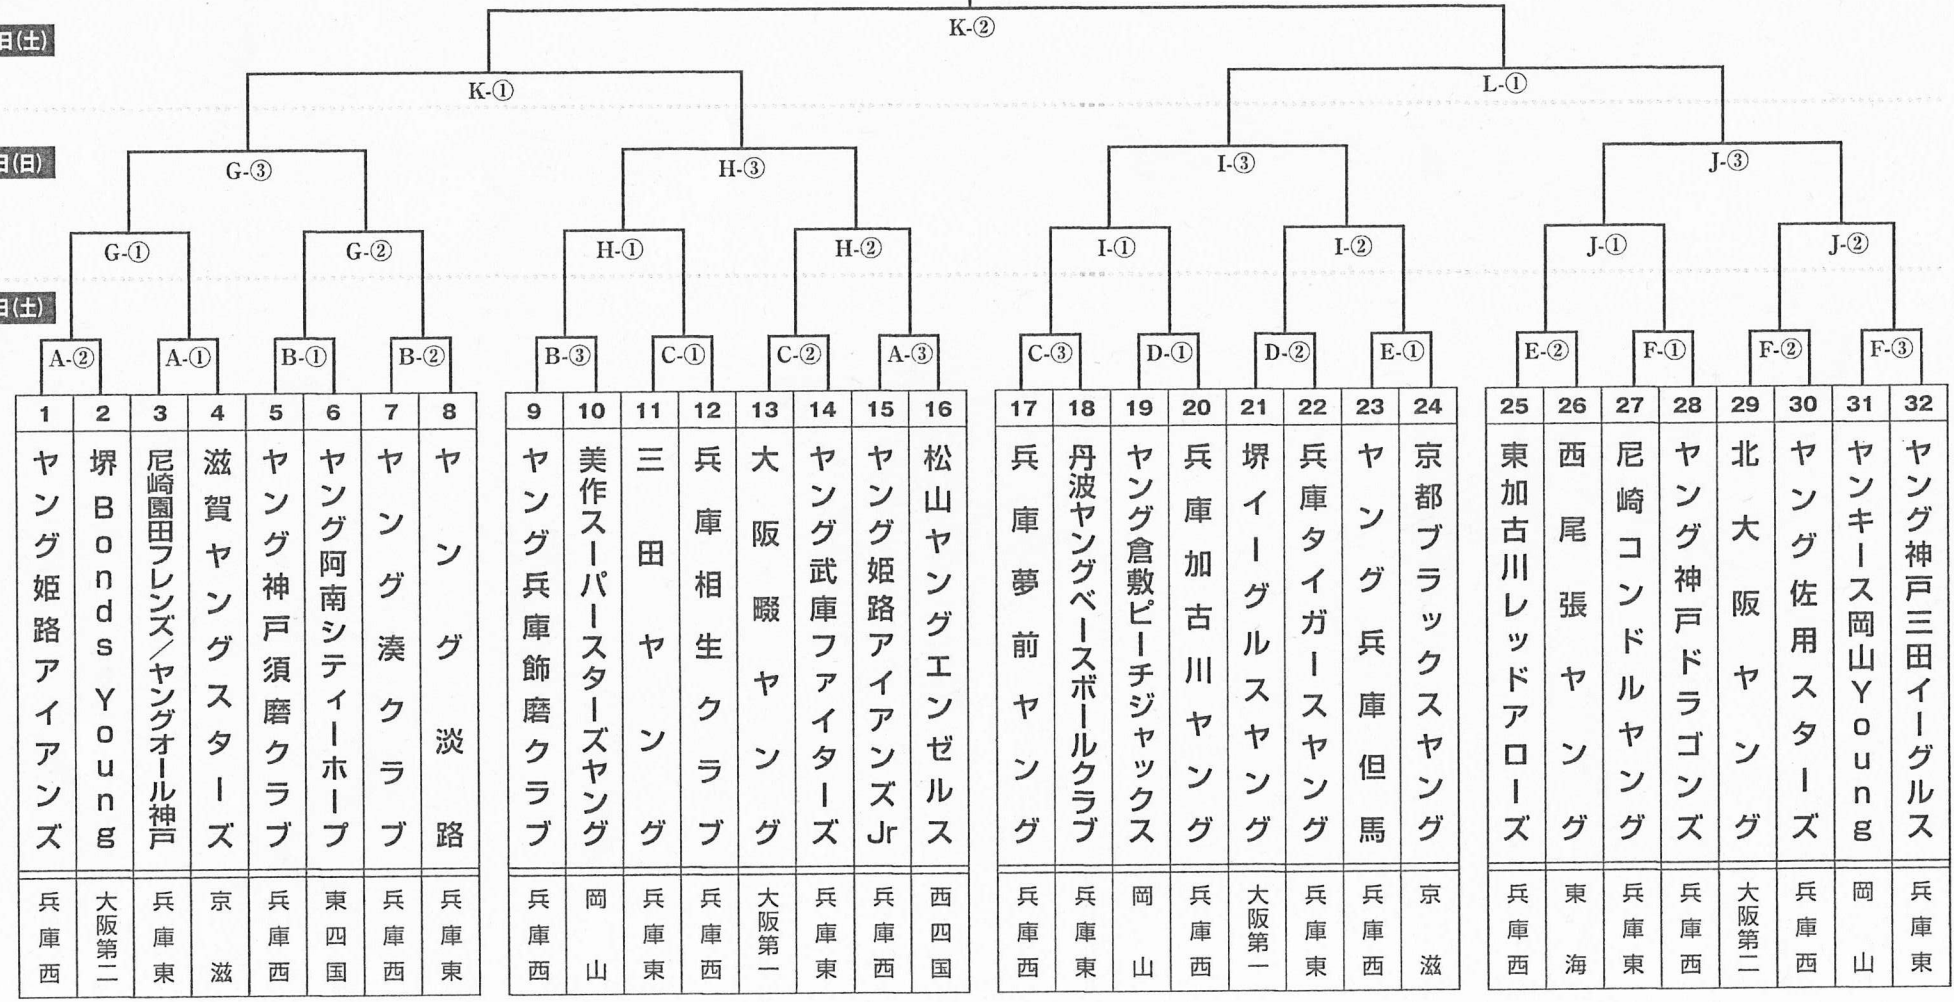 K-②
日(土)
K-①
L-①
日(日)
G-③
H-③
I-③
J-③
G-①
G-②
H-①
H-②
I-①
I-②
J-①
J-②
日(土)
A-②
A-①
B-①
B-②
B-③
C-①
C-②
A-③
C-③
D-①
D-②
E-①
E-②
F-①
F-②
F-③
1 ヤング姫路アイアンズ 兵庫西
2 堺Bonds Young 大阪第二
3 尼崎園田フレンズ/ヤングオール神戸 兵庫東
4 滋賀ヤングスターズ 京滋
5 ヤング神戸須磨クラブ 兵庫西
6 ヤング阿南シティーホープ 東四国
7 ヤング湊クラブ 兵庫西
8 ヤング淡路 兵庫東
9 ヤング兵庫飾磨クラブ 兵庫西
10 美作スーパースターズヤング 岡山
11 三田ヤング 兵庫東
12 兵庫相生クラブ 兵庫西
13 大阪畷ヤング 大阪第一
14 ヤング武庫ファイターズ 兵庫東
15 ヤング姫路アイアンズJr 兵庫西
16 松山ヤングエンゼルス 西四国
17 兵庫夢前ヤング 兵庫西
18 丹波ヤングベースボールクラブ 兵庫東
19 ヤング倉敷ピーチジャックス 岡山
20 兵庫加古川ヤング 兵庫西
21 堺イーグルスヤング 大阪第一
22 兵庫タイガースヤング 兵庫東
23 ヤング兵庫但馬 兵庫西
24 京都ブラックスヤング 京滋
25 東加古川レッドアローズ 兵庫西
26 西尾張ヤング 東海
27 尼崎コンドルヤング 兵庫東
28 ヤング神戸ドラゴンズ 兵庫西
29 北大阪ヤング 大阪第二
30 ヤング佐用スターズ 兵庫西
31 ヤンキース岡山Young 岡山
32 ヤング神戸三田イーグルス 兵庫東